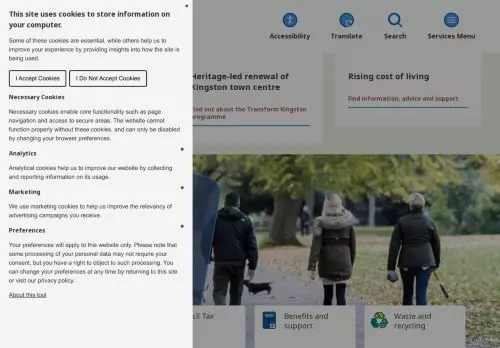 This site uses cookies to store information on
your computer.
Some of these cookies are essential, while others help us to
improve your experience by providing insights into how the site is
being used.
I Accept Cookies
I Do Not Accept Cookies
Necessary Cookies
Necessary cookies enable core functionality such as page
navigation and access to secure areas. The website cannot
function properly without these cookies, and can only be disabled
by changing your browser preferences.
Analytics
Analytical cookies help us to improve our website by collecting
and reporting information on its usage.
Marketing
We use marketing cookies to help us improve the relevancy of
advertising campaigns you receive.
Preferences
Your preferences will apply to this website only. Please note that
some processing of your personal data may not require your
consent, but you have a right to object to such processing. You
can change your preferences at any time by returning to this site
or visit our privacy policy.
About this tool
Accessibility
Translate
Search
Services Menu
Heritage-led renewal of
Kingston town centre
Find out about the Transform Kingston
programme
Rising cost of living
Find information, advice and support
cil Tax
Benefits and
support
Waste and
recycling